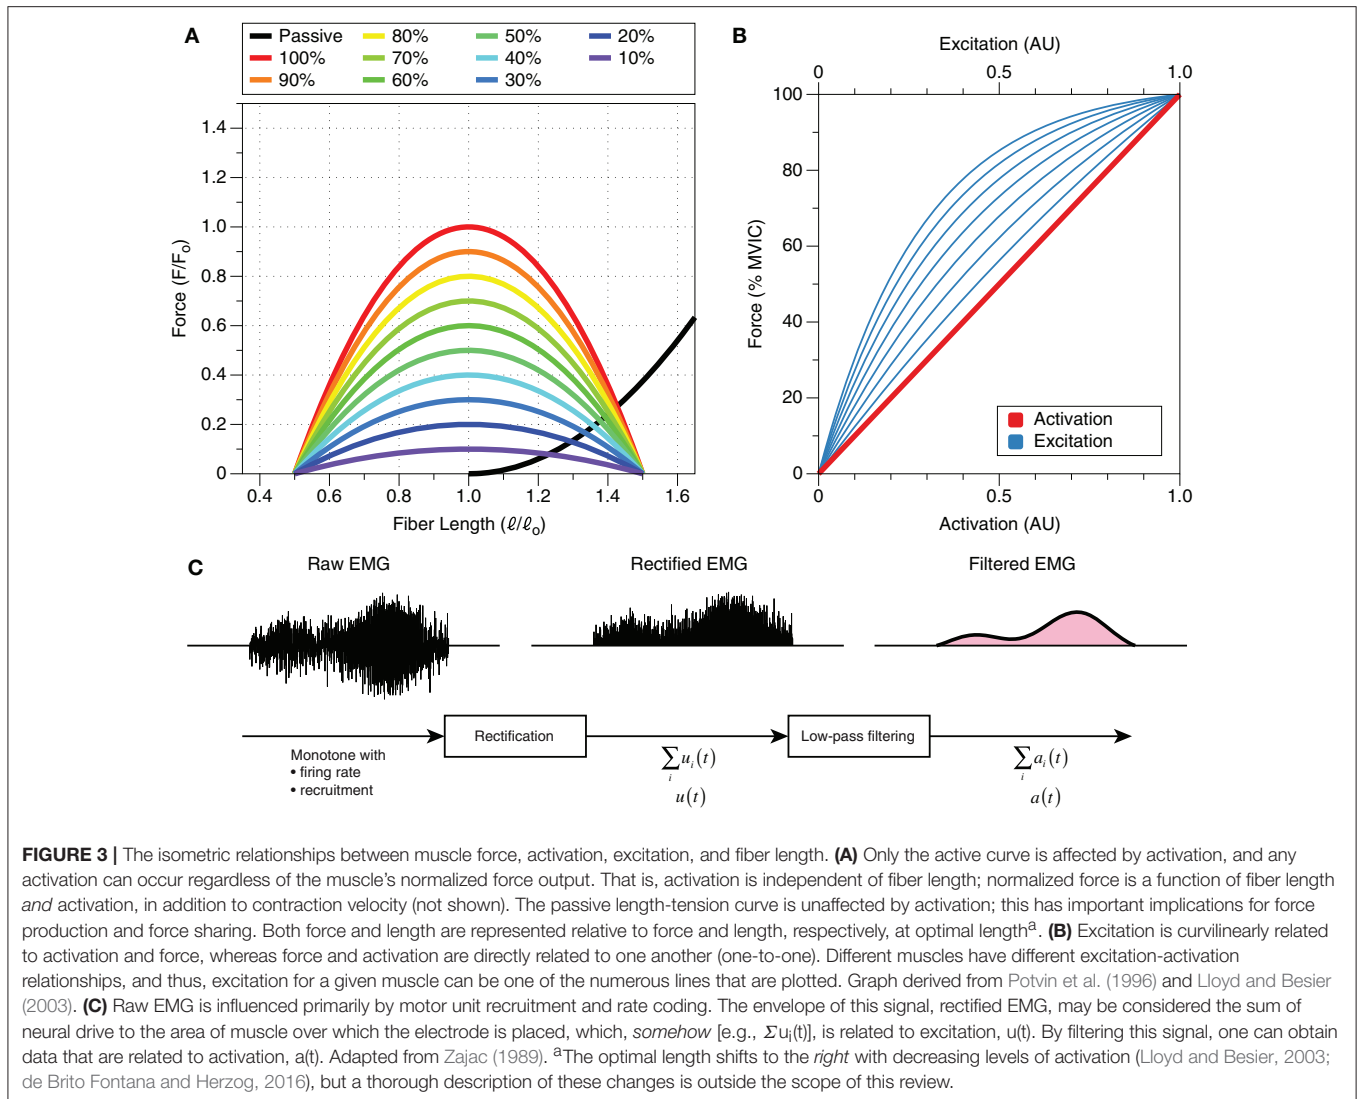 A
Passive
100%
90%
80%
70%
60%
50%
40%
30%
20%
10%
Force (F/Fo)
1.4
1.2
1.0
0.8
0.6
0.4
0.2
0
0.4 0.6 0.8 1.0 1.2 1.4 1.6
Fiber Length (ℓ/ℓo)
B
Excitation (AU)
0 0.5 1.0
Force (% MVIC)
100
80
60
40
20
0
Activation
Excitation
0 0.5 1.0
Activation (AU)
C
Raw EMG
Rectified EMG
Filtered EMG
Monotone with
• firing rate
• recruitment
Rectification
∑ui(t)
i
u(t)
Low-pass filtering
∑ai(t)
i
a(t)
FIGURE 3 | The isometric relationships between muscle force, activation, excitation, and fiber length. (A) Only the active curve is affected by activation, and any
activation can occur regardless of the muscle's normalized force output. That is, activation is independent of fiber length; normalized force is a function of fiber length
and activation, in addition to contraction velocity (not shown). The passive length-tension curve is unaffected by activation; this has important implications for force
production and force sharing. Both force and length are represented relative to force and length, respectively, at optimal lengthᵃ. (B) Excitation is curvilinearly related
to activation and force, whereas force and activation are directly related to one another (one-to-one). Different muscles have different excitation-activation
relationships, and thus, excitation for a given muscle can be one of the numerous lines that are plotted. Graph derived from Potvin et al. (1996) and Lloyd and Besier
(2003). (C) Raw EMG is influenced primarily by motor unit recruitment and rate coding. The envelope of this signal, rectified EMG, may be considered the sum of
neural drive to the area of muscle over which the electrode is placed, which, somehow [e.g., Σui(t)], is related to excitation, u(t). By filtering this signal, one can obtain
data that are related to activation, a(t). Adapted from Zajac (1989). ᵃThe optimal length shifts to the right with decreasing levels of activation (Lloyd and Besier, 2003;
de Brito Fontana and Herzog, 2016), but a thorough description of these changes is outside the scope of this review.